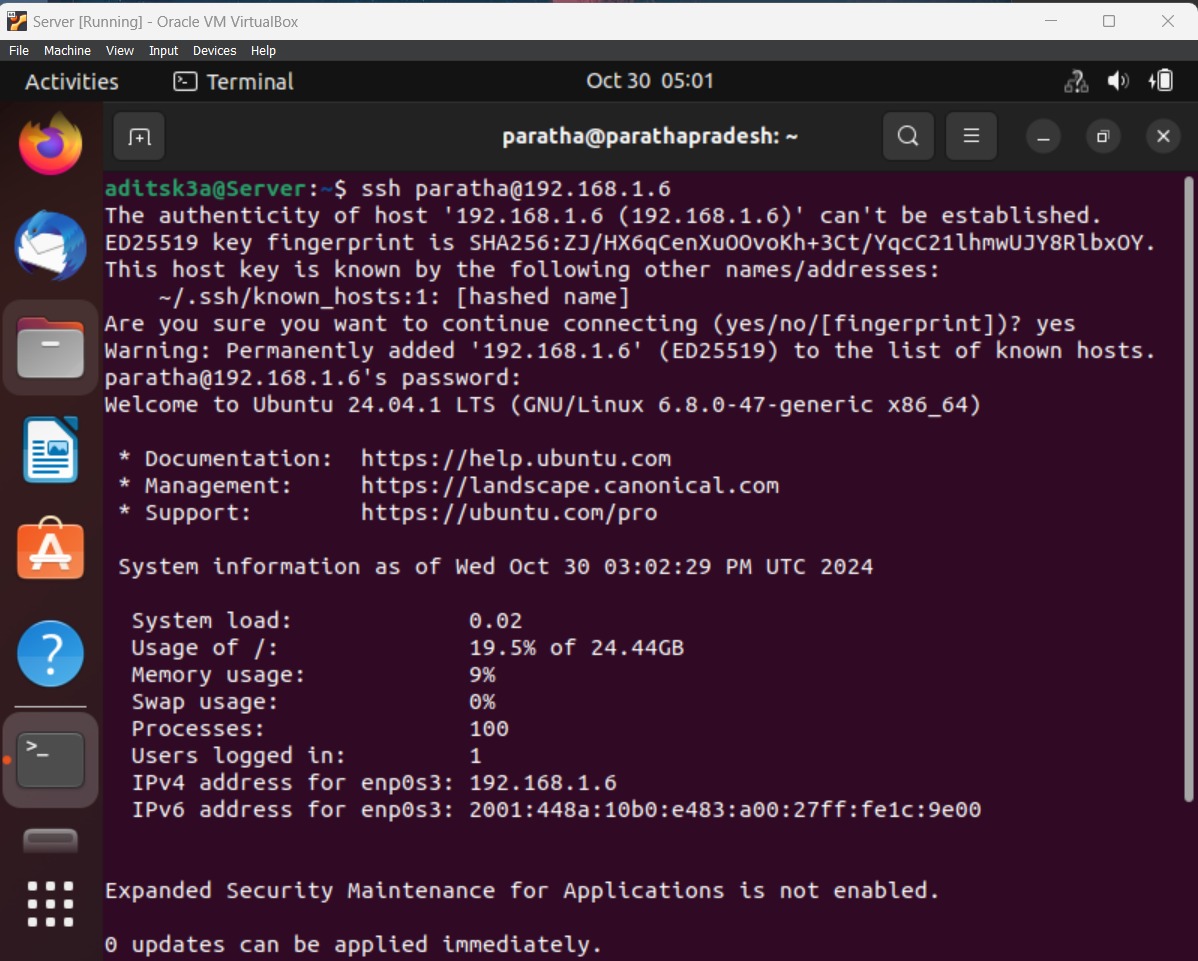 Server [Running] - Oracle VM VirtualBox
File Machine View Input Devices Help
Activities Terminal Oct 30 05:01
paratha@parathapradesh: ~
aditsk3a@Server:~$ ssh paratha@192.168.1.6
The authenticity of host '192.168.1.6 (192.168.1.6)' can't be established.
ED25519 key fingerprint is SHA256:ZJ/HX6qCenXuOOvoKh+3Ct/YqcC21lhmwUJY8RlbxOY.
This host key is known by the following other names/addresses:
    ~/.ssh/known_hosts:1: [hashed name]
Are you sure you want to continue connecting (yes/no/[fingerprint])? yes
Warning: Permanently added '192.168.1.6' (ED25519) to the list of known hosts.
paratha@192.168.1.6's password:
Welcome to Ubuntu 24.04.1 LTS (GNU/Linux 6.8.0-47-generic x86_64)
 * Documentation:  https://help.ubuntu.com
 * Management:     https://landscape.canonical.com
 * Support:        https://ubuntu.com/pro
 System information as of Wed Oct 30 03:02:29 PM UTC 2024
  System load:             0.02
  Usage of /:              19.5% of 24.44GB
  Memory usage:            9%
  Swap usage:              0%
  Processes:               100
  Users logged in:         1
  IPv4 address for enp0s3: 192.168.1.6
  IPv6 address for enp0s3: 2001:448a:10b0:e483:a00:27ff:fe1c:9e00
Expanded Security Maintenance for Applications is not enabled.
0 updates can be applied immediately.